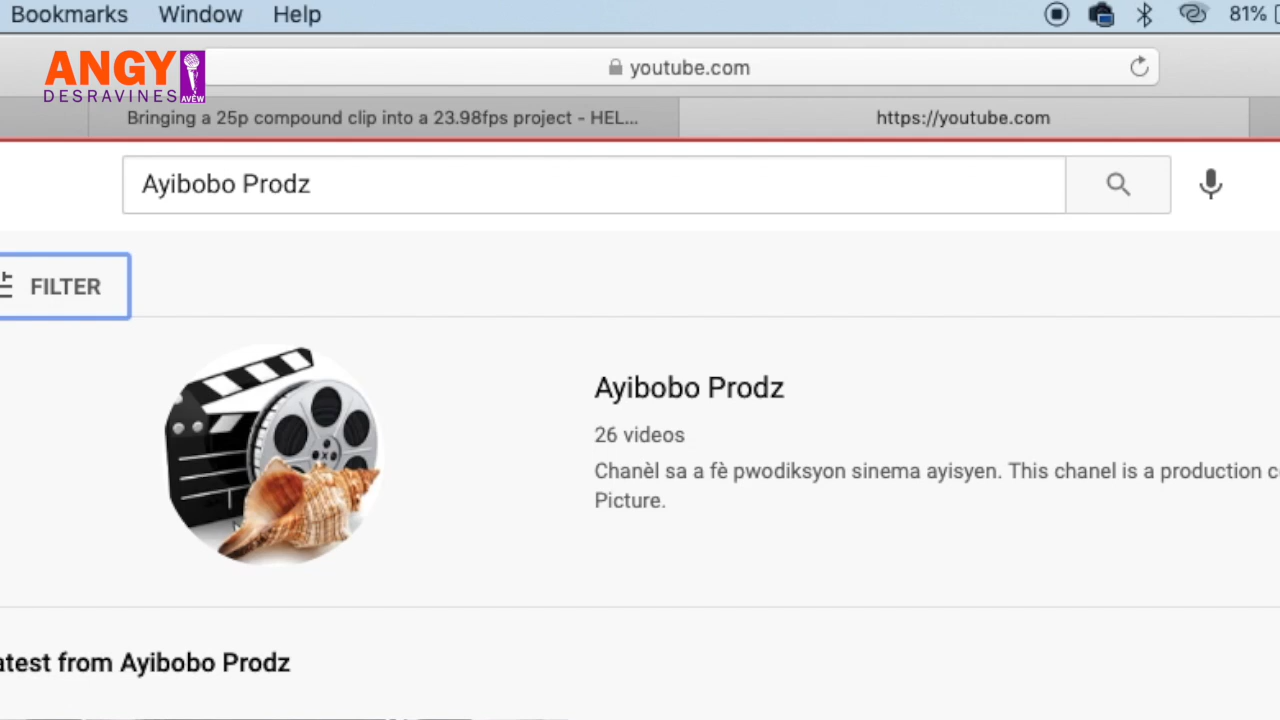 Bookmarks Window Help 81%
ANGY
DESRAVINES AVÈW
youtube.com
Bringing a 25p compound clip into a 23.98fps project - HEL... https://youtube.com
Ayibobo Prodz
FILTER
Ayibobo Prodz
26 videos
Chanèl sa a fè pwodiksyon sinema ayisyen. This chanel is a production c
Picture.
atest from Ayibobo Prodz